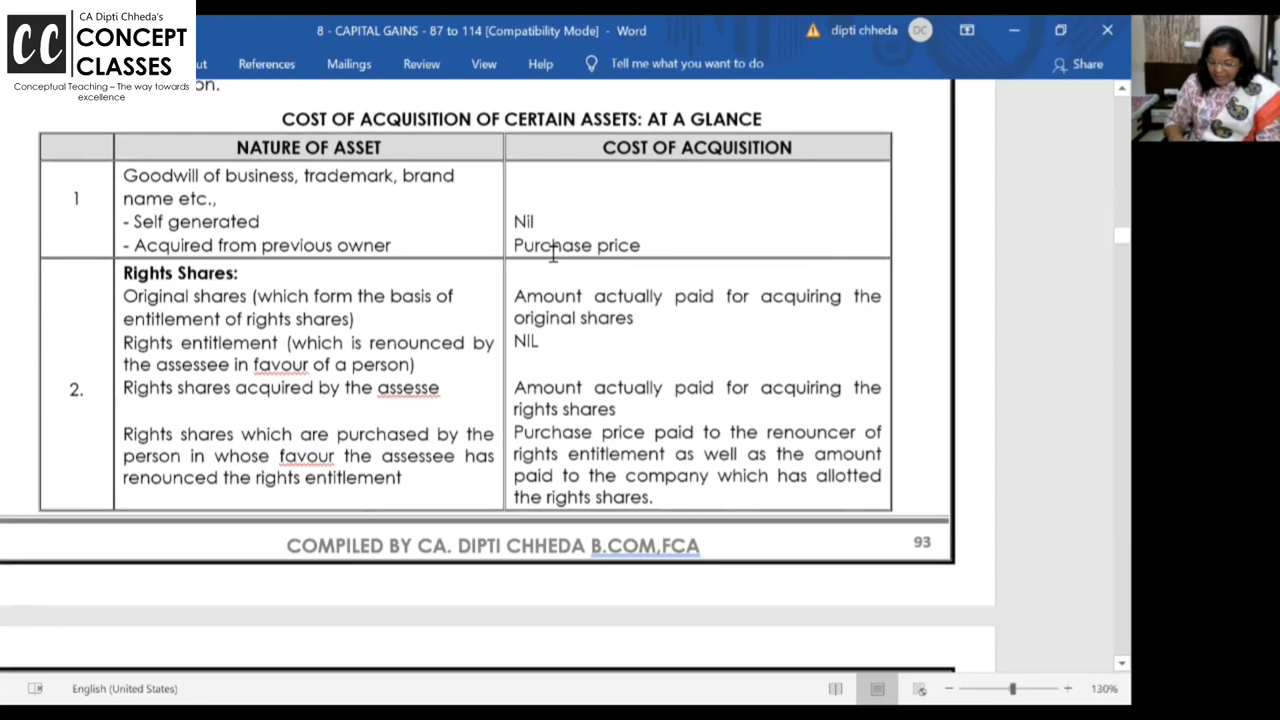 CC
CA Dipti Chheda's
CONCEPT
CLASSES
Conceptual Teaching – The way towards
excellence
8 - CAPITAL GAINS - 87 to 114 [Compatibility Mode] - Word
dipti chheda
DC
ut
References
Mailings
Review
View
Help
Tell me what you want to do
Share
on.
COST OF ACQUISITION OF CERTAIN ASSETS: AT A GLANCE
NATURE OF ASSET
COST OF ACQUISITION
1
Goodwill of business, trademark, brand
name etc.,
- Self generated
Nil
- Acquired from previous owner
Purchase price
2.
Rights Shares:
Original shares (which form the basis of
entitlement of rights shares)
Amount actually paid for acquiring the
original shares
Rights entitlement (which is renounced by
the assessee in favour of a person)
NIL
Rights shares acquired by the assesse
Amount actually paid for acquiring the
rights shares
Rights shares which are purchased by the
person in whose favour the assessee has
renounced the rights entitlement
Purchase price paid to the renouncer of
rights entitlement as well as the amount
paid to the company which has allotted
the rights shares.
COMPILED BY CA. DIPTI CHHEDA B.COM,FCA
93
English (United States)
130%